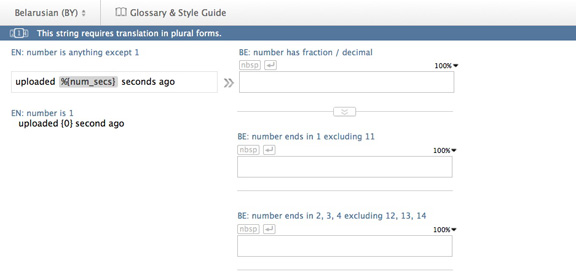 Belarusian (BY) Glossary & Style Guide
This string requires translation in plural forms.
EN: number is anything except 1
uploaded %{num_secs} seconds ago
EN: number is 1
uploaded {0} second ago
BE: number has fraction / decimal
nbsp 100%
BE: number ends in 1 excluding 11
nbsp 100%
BE: number ends in 2, 3, 4 excluding 12, 13, 14
nbsp 100%